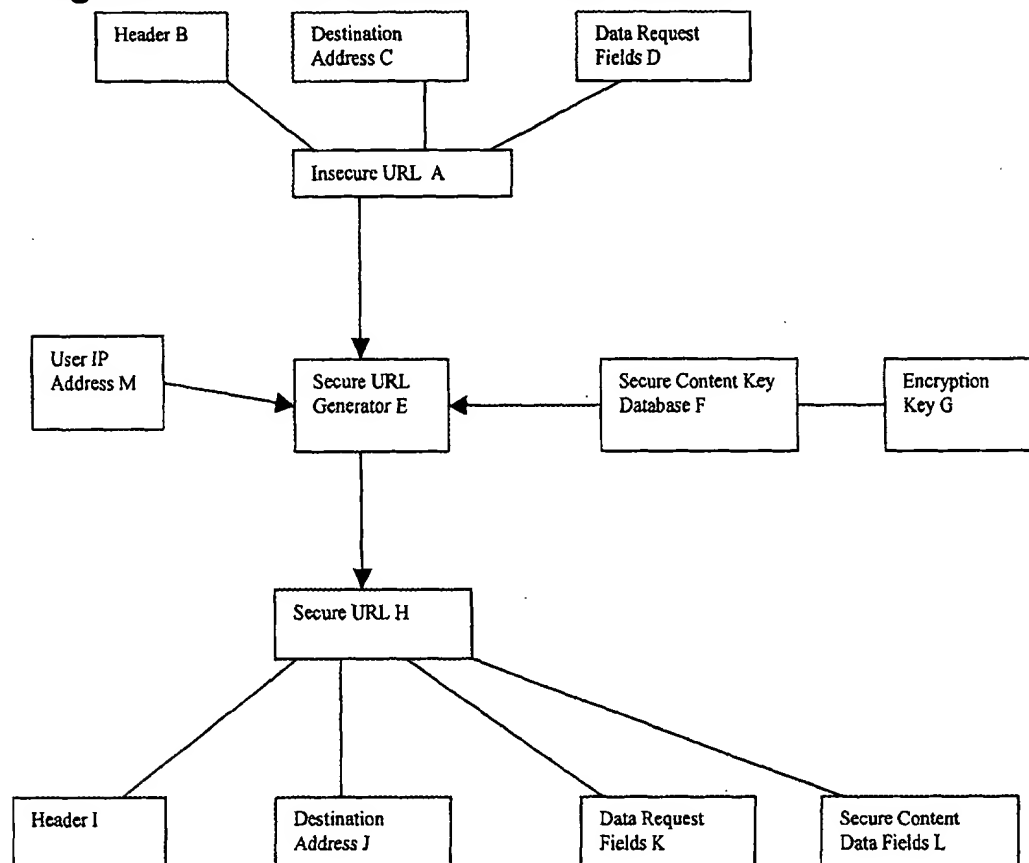 Header B
Destination
Address C
Data Request
Fields D
Insecure URL A
User IP
Address M
Secure URL
Generator E
Secure Content Key
Database F
Encryption
Key G
Secure URL H
Header I
Destination
Address J
Data Request
Fields K
Secure Content
Data Fields L